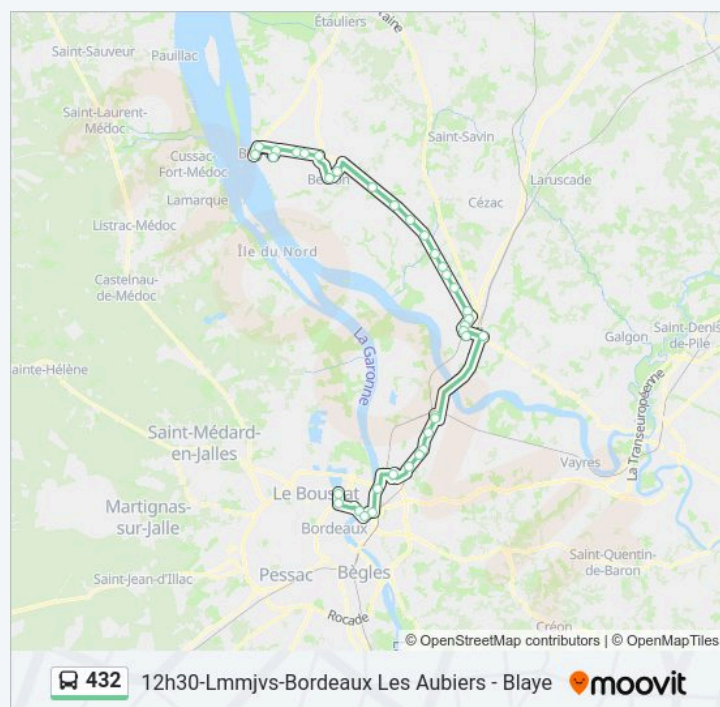 Étauliers
aine
Saint-Sauveur
Pauillac
Saint-Laurent-
Médoc
Saint-Savin
Cussac
Fort-Médoc
Laruscade
Lamarque
Cézac
Listrac-Médoc
Île du Nord
Castelnau-
de-Médoc
La Garonne
Galgon
Saint-Denis
de-Pile
ainte-Hélène
La Transeuropéenne
Saint-Médard-
en-Jalles
Vayres
Le Bouscat
Martignas-
sur-Jalle
Bordeaux
Saint-Quentin-
de-Baron
Saint-Jean-d'Illac
Pessac
Bègles
Rocade
Créon
© OpenStreetMap contributors | © OpenMapTiles
432 12h30-Lmmjvs-Bordeaux Les Aubiers - Blaye moovit